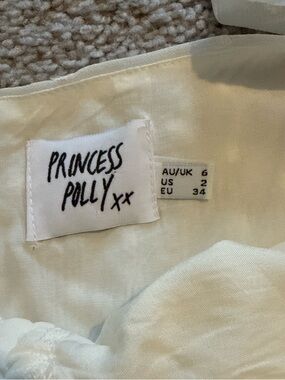 PRINCESS
POLLY xx
AU/UK 6
US 2
EU 34